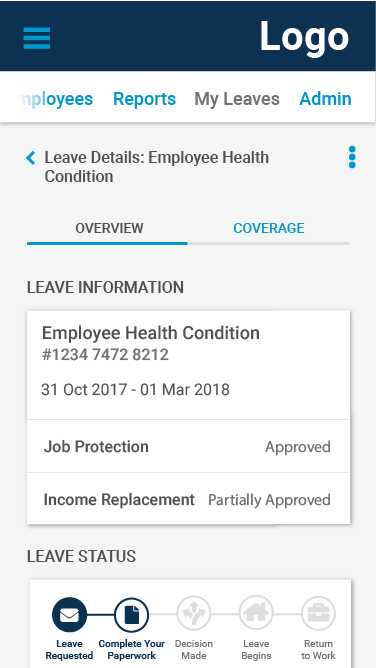 Logo
mployees Reports My Leaves Admin
Leave Details: Employee Health
Condition
OVERVIEW COVERAGE
LEAVE INFORMATION
Employee Health Condition
#1234 7472 8212
31 Oct 2017 - 01 Mar 2018
Job Protection Approved
Income Replacement Partially Approved
LEAVE STATUS
Leave Complete Your Decision Leave Return
Requested Paperwork Made Begins to Work